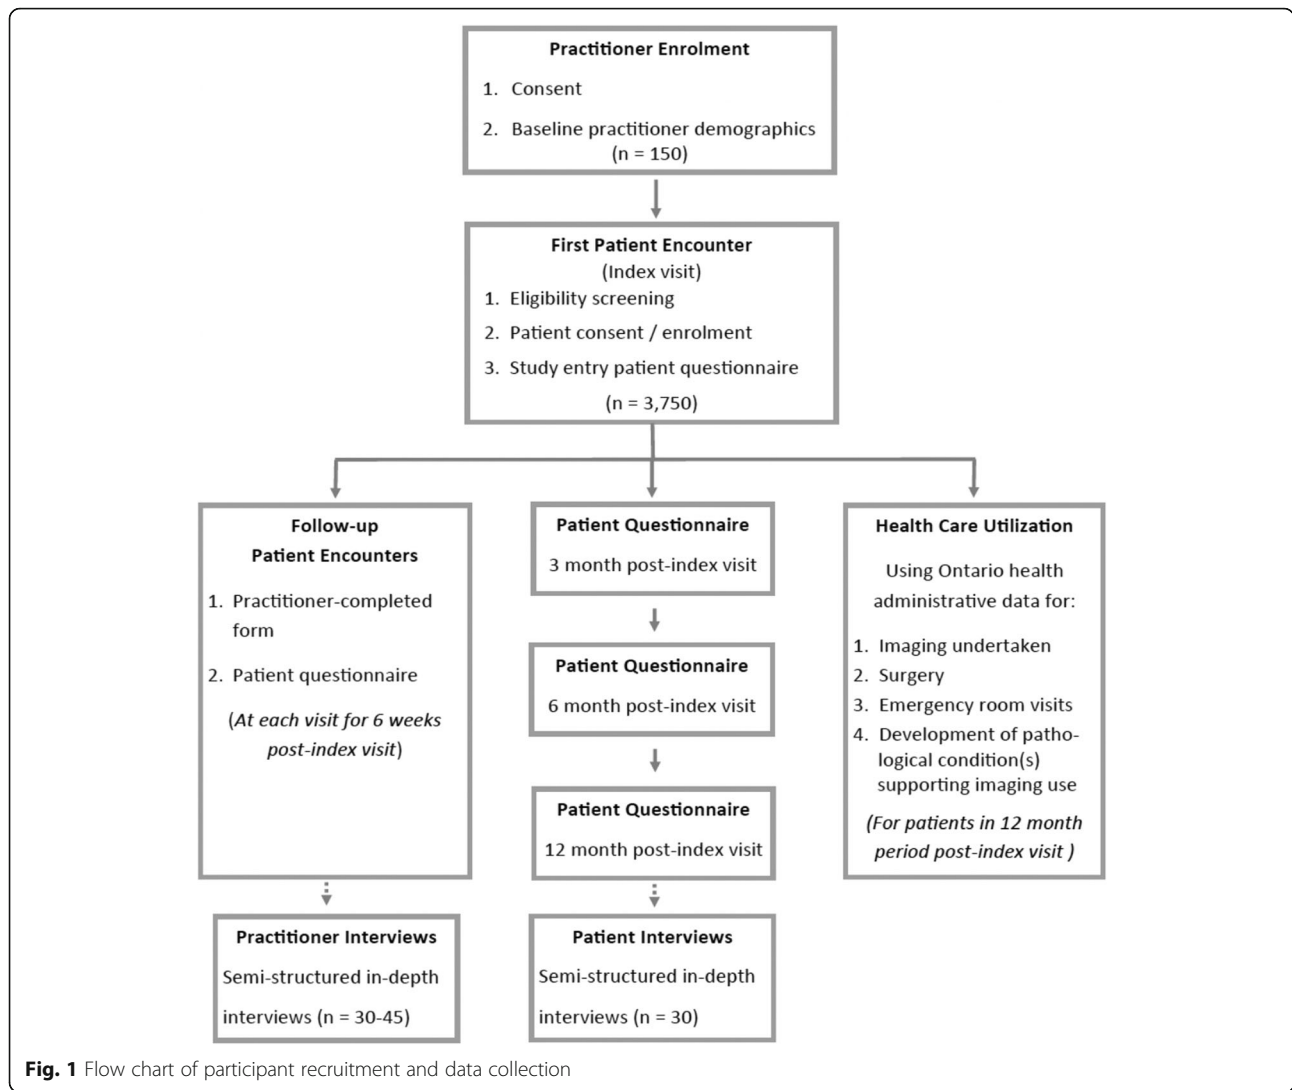 Practitioner Enrolment
1. Consent
2. Baseline practitioner demographics
(n = 150)
First Patient Encounter
(Index visit)
1. Eligibility screening
2. Patient consent / enrolment
3. Study entry patient questionnaire
(n = 3,750)
Follow-up
Patient Encounters
1. Practitioner-completed
form
2. Patient questionnaire
(At each visit for 6 weeks
post-index visit)
Patient Questionnaire
3 month post-index visit
Patient Questionnaire
6 month post-index visit
Patient Questionnaire
12 month post-index visit
Health Care Utilization
Using Ontario health
administrative data for:
1. Imaging undertaken
2. Surgery
3. Emergency room visits
4. Development of patho-
logical condition(s)
supporting imaging use
(For patients in 12 month
period post-index visit )
Practitioner Interviews
Semi-structured in-depth
interviews (n = 30-45)
Patient Interviews
Semi-structured in-depth
interviews (n = 30)
Fig. 1 Flow chart of participant recruitment and data collection